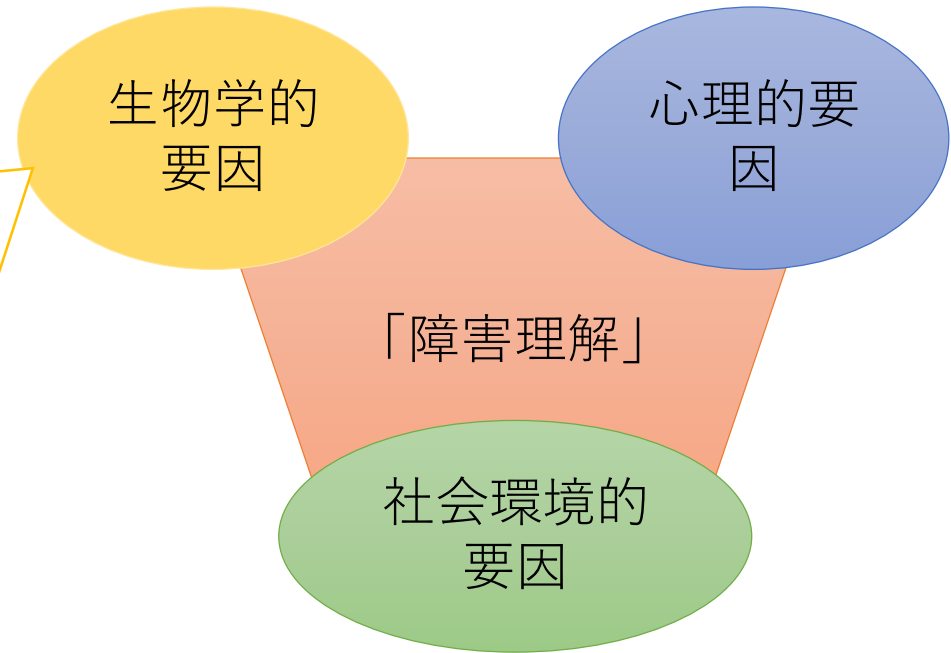 生物学的
要因
心理的要
因
「障害理解」
社会環境的
要因